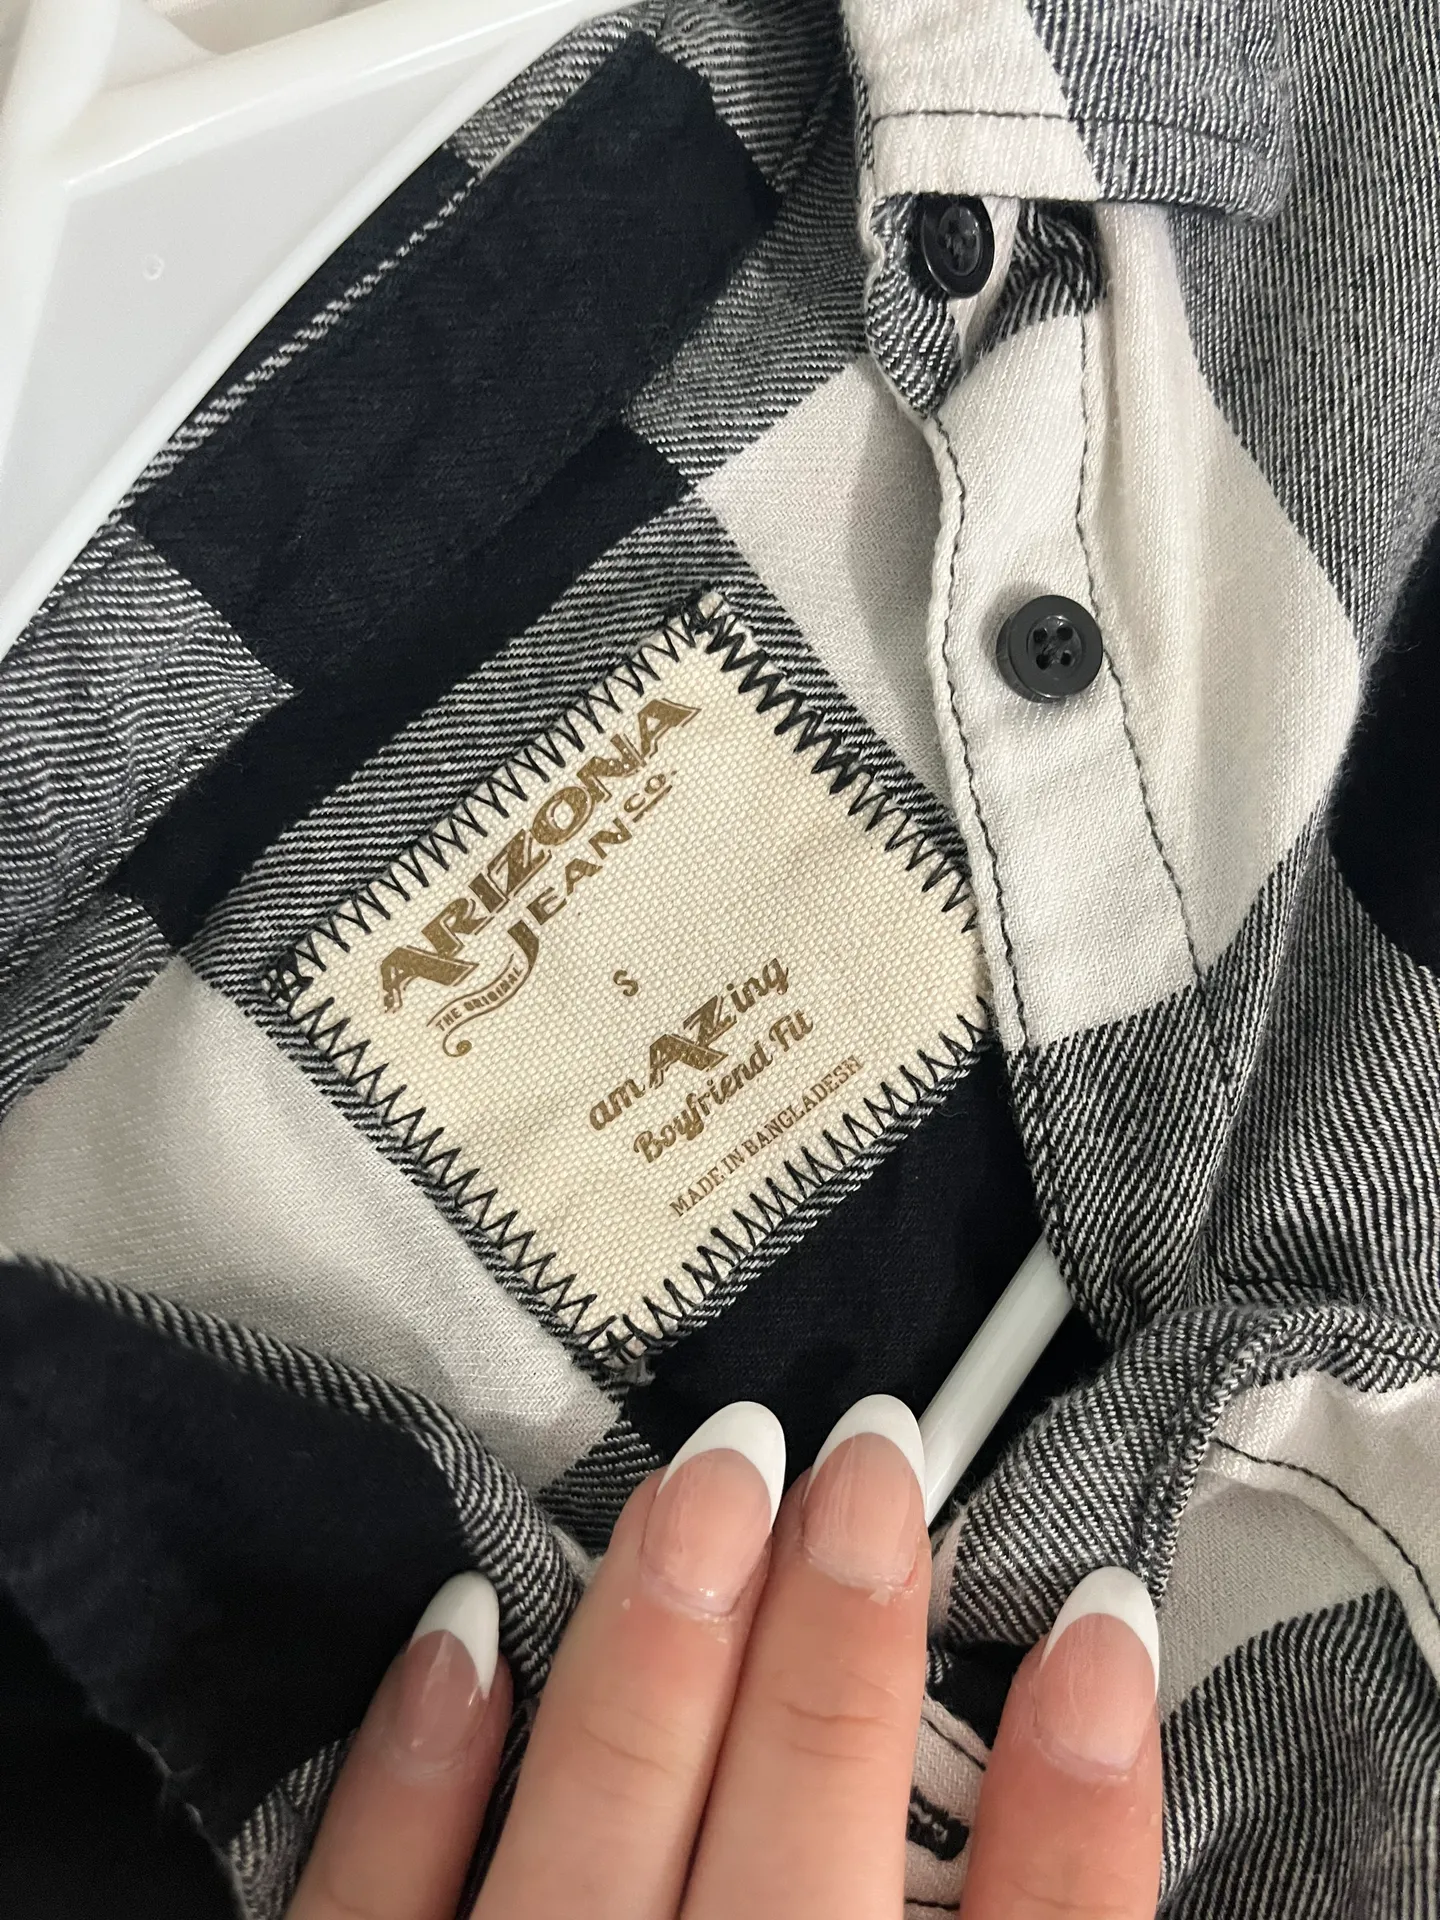 ARIZONA
JEAN CO.
THE ORIGINAL
S
amAZing
Boyfriend Fit
MADE IN BANGLADESH